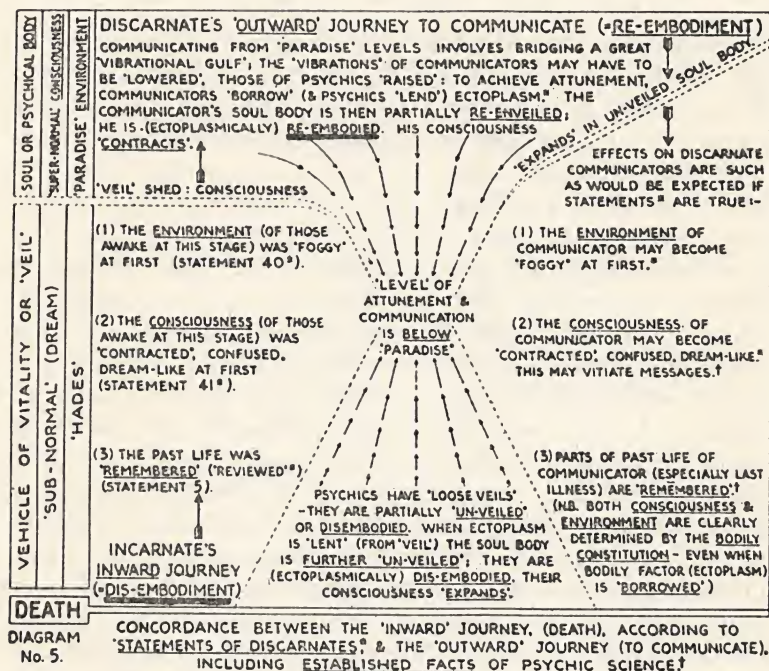 DISCARNATE'S 'OUTWARD' JOURNEY TO COMMUNICATE (=RE-EMBODIMENT)
COMMUNICATING FROM 'PARADISE' LEVELS INVOLVES BRIDGING A GREAT
'VIBRATIONAL GULF'; THE 'VIBRATIONS' OF COMMUNICATORS MAY HAVE TO
BE 'LOWERED', THOSE OF PSYCHICS 'RAISED': TO ACHIEVE ATTUNEMENT,
COMMUNICATORS 'BORROW' (& PSYCHICS 'LEND') ECTOPLASM.* THE
COMMUNICATOR'S SOUL BODY IS THEN PARTIALLY RE-ENVEILED;
HE IS (ECTOPLASMICALLY) RE-EMBODIED. HIS CONSCIOUSNESS
'CONTRACTS'.
'VEIL' SHED: CONSCIOUSNESS
'EXPANDS' IN UN-VEILED SOUL BODY.
EFFECTS ON DISCARNATE
COMMUNICATORS ARE SUCH
AS WOULD BE EXPECTED IF
STATEMENTS* ARE TRUE:-
SOUL OR PSYCHICAL BODY
'SUPER-NORMAL' CONSCIOUSNESS
'PARADISE' ENVIRONMENT
VEHICLE OF VITALITY OR 'VEIL'
'SUB-NORMAL' (DREAM)
'HADES'
(1) THE ENVIRONMENT (OF THOSE
AWAKE AT THIS STAGE) WAS 'FOGGY'
AT FIRST (STATEMENT 40*).
(2) THE CONSCIOUSNESS (OF THOSE
AWAKE AT THIS STAGE) WAS
'CONTRACTED', CONFUSED,
DREAM-LIKE AT FIRST
(STATEMENT 41*).
(3) THE PAST LIFE WAS
'REMEMBERED' ('REVIEWED'*)
(STATEMENT 5).
INCARNATE'S
INWARD JOURNEY
(=DIS-EMBODIMENT)
'LEVEL' OF
ATTUNEMENT &
COMMUNICATION
IS BELOW
'PARADISE'
PSYCHICS HAVE 'LOOSE VEILS'
-THEY ARE PARTIALLY 'UN-VEILED'
OR DISEMBODIED. WHEN ECTOPLASM
IS 'LENT' (FROM 'VEIL') THE SOUL BODY
IS FURTHER 'UN-VEILED'; THEY ARE
(ECTOPLASMICALLY) DIS-EMBODIED. THEIR
CONSCIOUSNESS 'EXPANDS'.
(1) THE ENVIRONMENT OF
COMMUNICATOR MAY BECOME
'FOGGY' AT FIRST.*
(2) THE CONSCIOUSNESS OF
COMMUNICATOR MAY BECOME
'CONTRACTED', CONFUSED, DREAM-LIKE.*
THIS MAY VITIATE MESSAGES.†
(3) PARTS OF PAST LIFE OF
COMMUNICATOR (ESPECIALLY LAST
ILLNESS) ARE 'REMEMBERED'.†
(N.B. BOTH CONSCIOUSNESS &
ENVIRONMENT ARE CLEARLY
DETERMINED BY THE BODILY
CONSTITUTION - EVEN WHEN
BODILY FACTOR (ECTOPLASM)
IS 'BORROWED')
DEATH
DIAGRAM
No. 5.
CONCORDANCE BETWEEN THE 'INWARD' JOURNEY, (DEATH), ACCORDING TO
'STATEMENTS OF DISCARNATES'*, & THE 'OUTWARD' JOURNEY (TO COMMUNICATE),
INCLUDING ESTABLISHED FACTS OF PSYCHIC SCIENCE.†